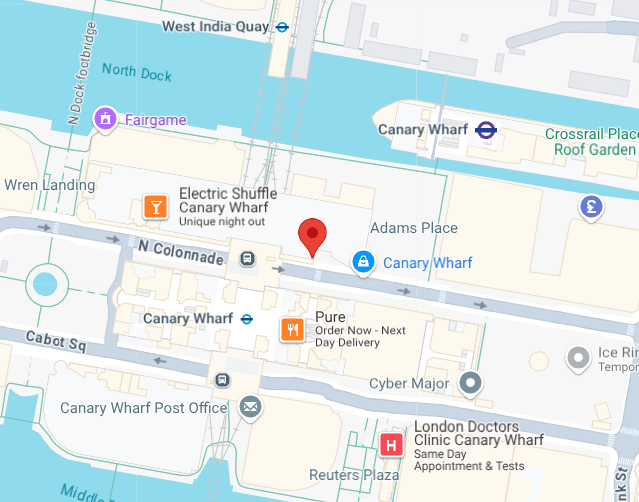 West India Quay
North Dock
N Dock footbridge
Fairgame
Canary Wharf
Crossrail Place
Roof Garden
Wren Landing
Electric Shuffle
Canary Wharf
Unique night out
£
Adams Place
N Colonnade
Canary Wharf
Canary Wharf
Pure
Order Now - Next
Day Delivery
Cabot Sq
Ice Rin
Tempor
Cyber Major
Canary Wharf Post Office
H
London Doctors
Clinic Canary Wharf
Same Day
Appointment & Tests
Reuters Plaza
Middle D
nk St